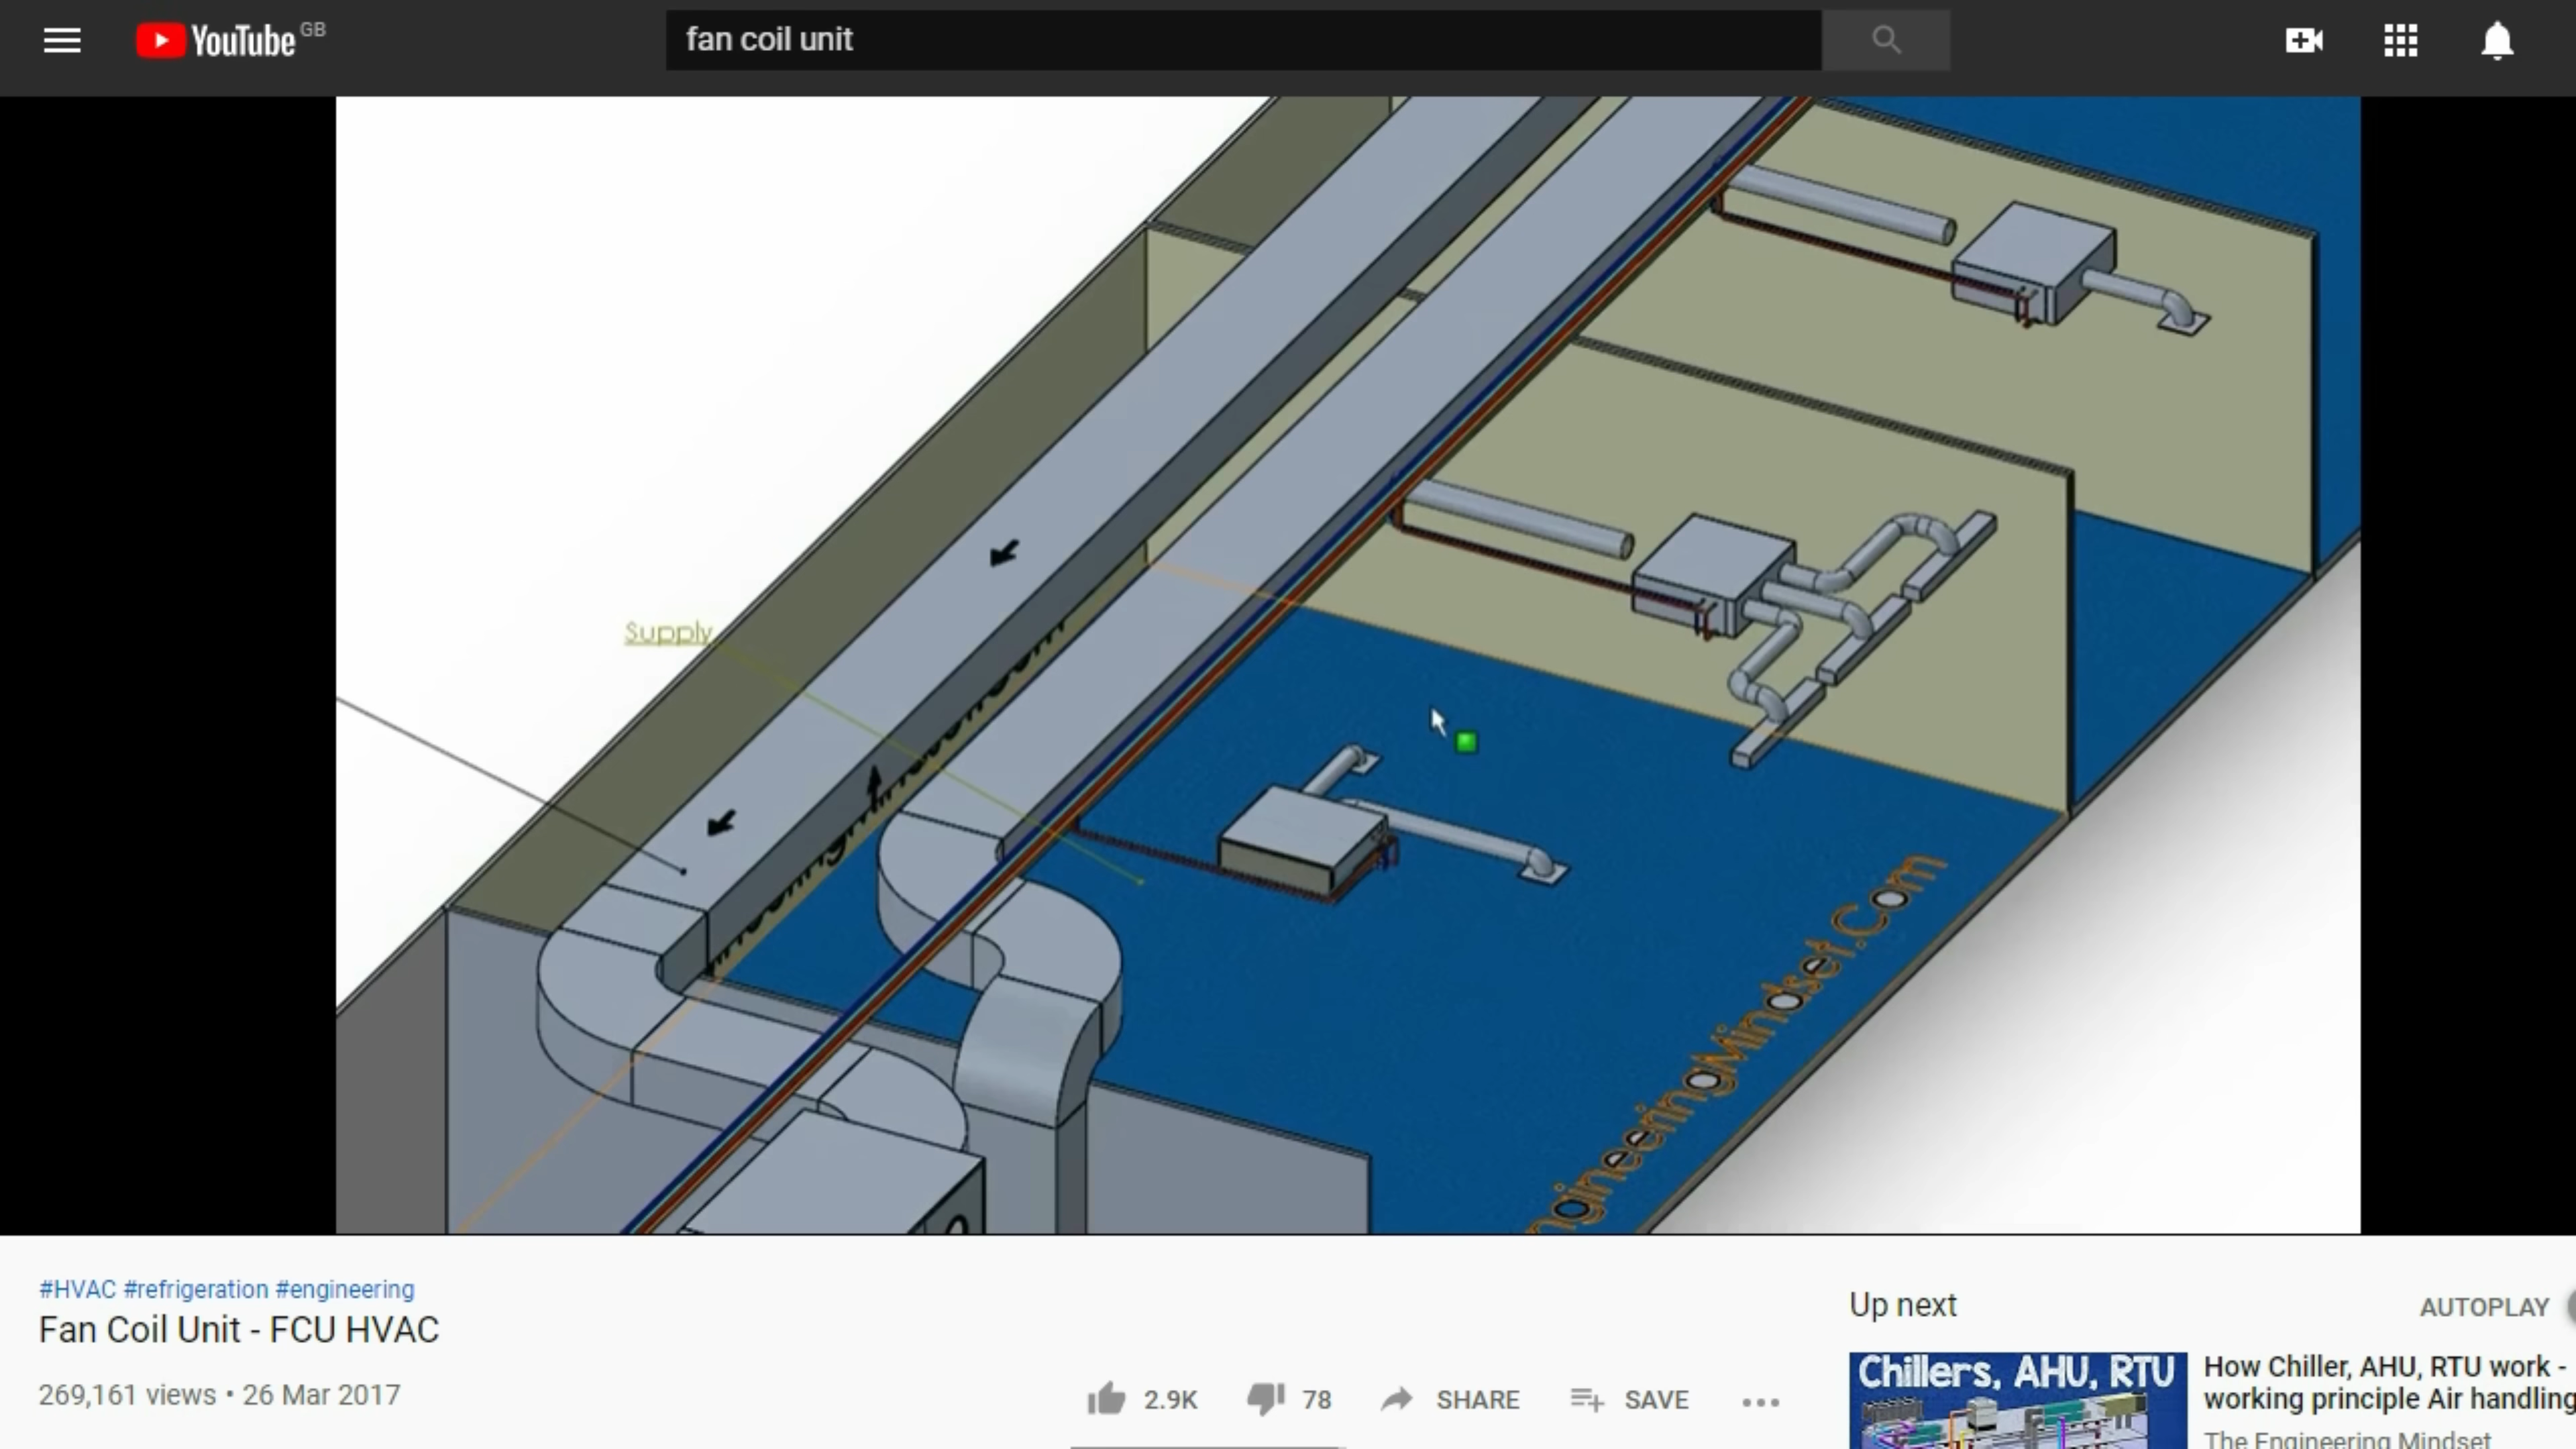 YouTube GB
fan coil unit
Supply
ngineeringMindset.Com
#HVAC #refrigeration #engineering
Fan Coil Unit - FCU HVAC
269,161 views • 26 Mar 2017
2.9K
78
SHARE
SAVE
Up next
AUTOPLAY
Chillers, AHU, RTU
How Chiller, AHU, RTU work -
working principle Air handling
The Engineering Mindset